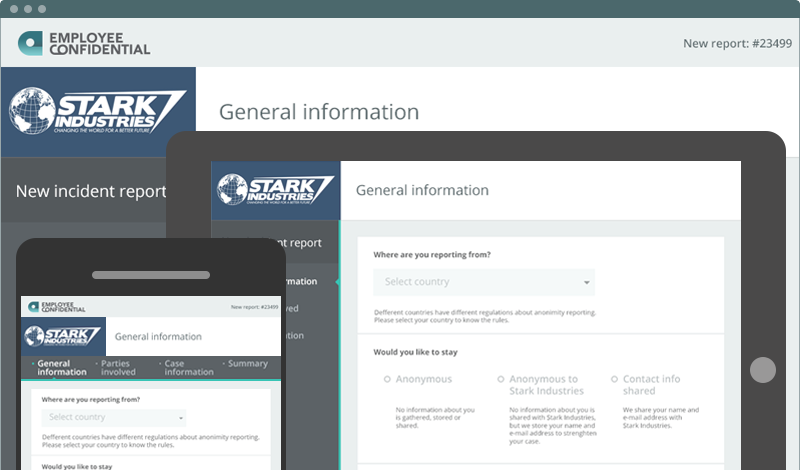 EMPLOYEE
CONFIDENTIAL
New report: #23499
STARK
INDUSTRIES
CHANGING THE WORLD FOR A BETTER FUTURE
General information
New incident report
STARK
INDUSTRIES
CHANGING THE WORLD FOR A BETTER FUTURE
General information
nt report
rmation
ved
tion
Where are you reporting from?
Select country
Defferent countries have different regulations about anonimity reporting.
Please select your country to know the rules.
Would you like to stay
Anonymous
No information about you
is gathered, stored or
shared.
Anonymous to
Stark Industries
No information about you is
shared with Stark Industries,
but we store your name and
e-mail address to strenghten
your case.
Contact info
shared
We share your name and
e-mail address with
Stark Industries.
EMPLOYEE
CONFIDENTIAL
New report: #23499
STARK
INDUSTRIES
General information
General
information
Parties
involved
Case
information
Summary
Where are you reporting from?
Select country
Defferent countries have different regulations about anonimity reporting.
Please select your country to know the rules.
Would you like to stay